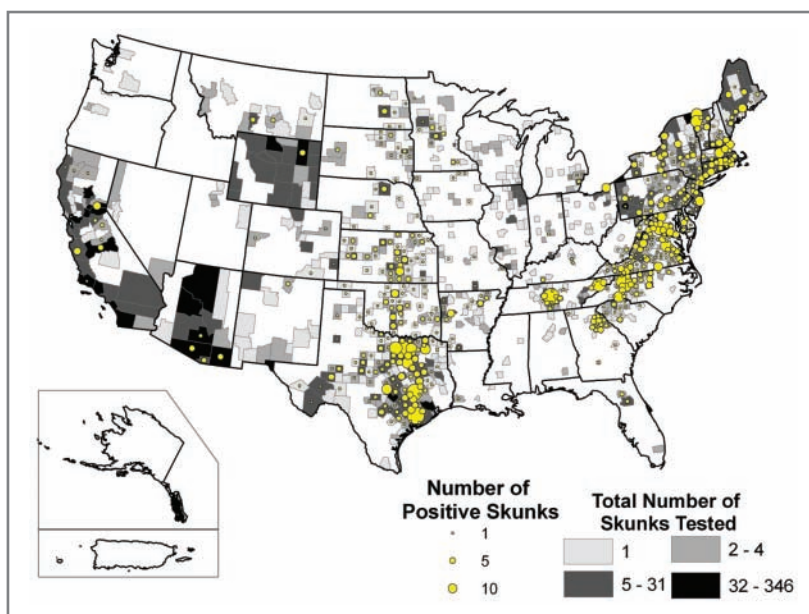 Number of
Positive Skunks
1
5
10
Total Number of
Skunks Tested
1
2 - 4
5 - 31
32 - 346